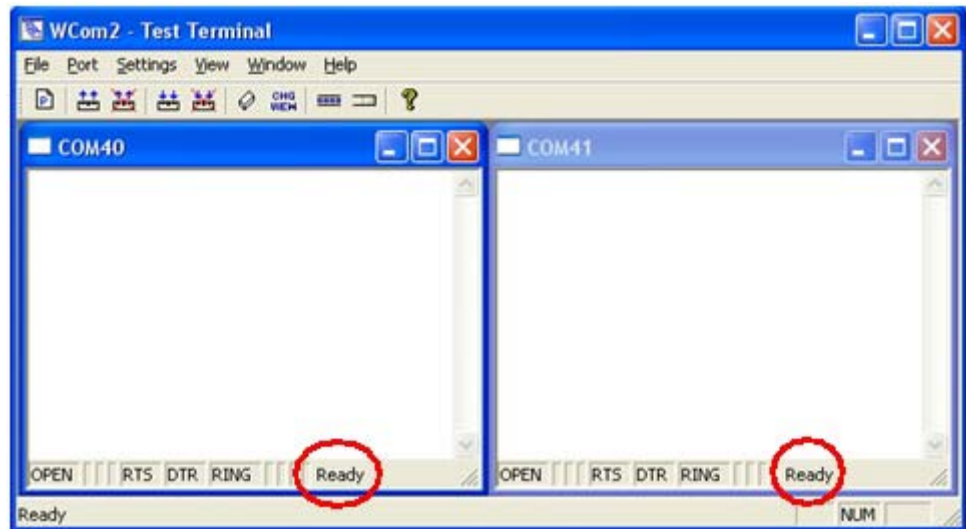 WCom2 - Test Terminal
File Port Settings View Window Help
CHG VIEW
COM40
COM41
OPEN RTS DTR RING Ready
OPEN RTS DTR RING Ready
Ready NUM